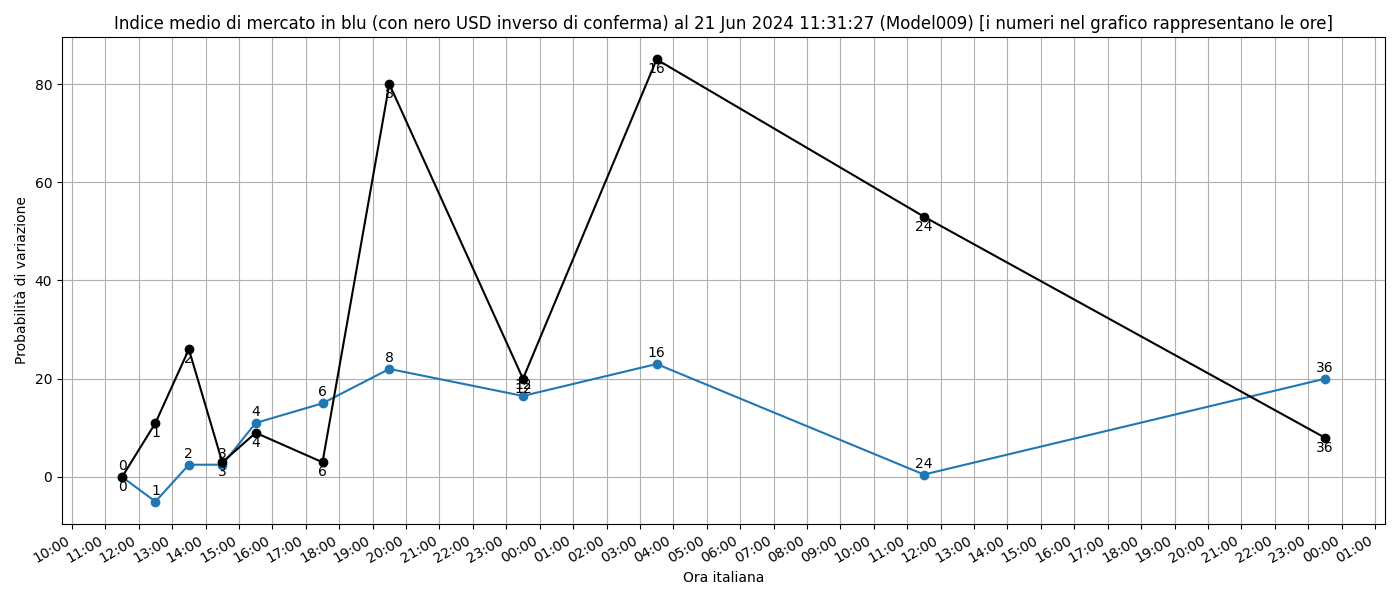 Indice medio di mercato in blu (con nero USD inverso di conferma) al 21 Jun 2024 11:31:27 (Model009) [i numeri nel grafico rappresentano le ore]
Probabilità di variazione
80
60
40
20
0
0 1 2 3 4 6 8 12 16 24 36
0 1 2 3 4 6 8 12 16 24 36
10:00 11:00 12:00 13:00 14:00 15:00 16:00 17:00 18:00 19:00 20:00 21:00 22:00 23:00 00:00 01:00 02:00 03:00 04:00 05:00 06:00 07:00 08:00 09:00 10:00 11:00 12:00 13:00 14:00 15:00 16:00 17:00 18:00 19:00 20:00 21:00 22:00 23:00 00:00 01:00
Ora italiana